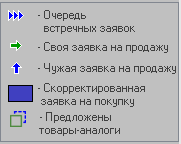 - Очередь
встречных заявок
- Своя заявка на продажу
- Чужая заявка на продажу
- Скорректированная
заявка на покупку
- Предложены
товары-аналоги